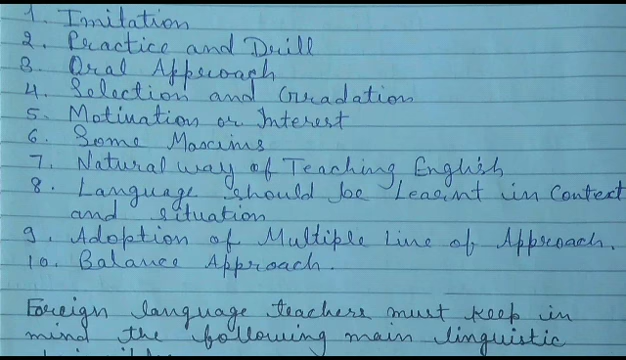 1. Imitation
2. Practice and Drill
3. Oral Approach
4. Selection and Gradation
5. Motivation or Interest
6. Some Maxims
7. Natural way of Teaching English
8. Language should be Learnt in Context
and situation
9. Adoption of Multiple Line of Approach.
10. Balance Approach.
Foreign language teachers must keep in
mind the following main linguistic